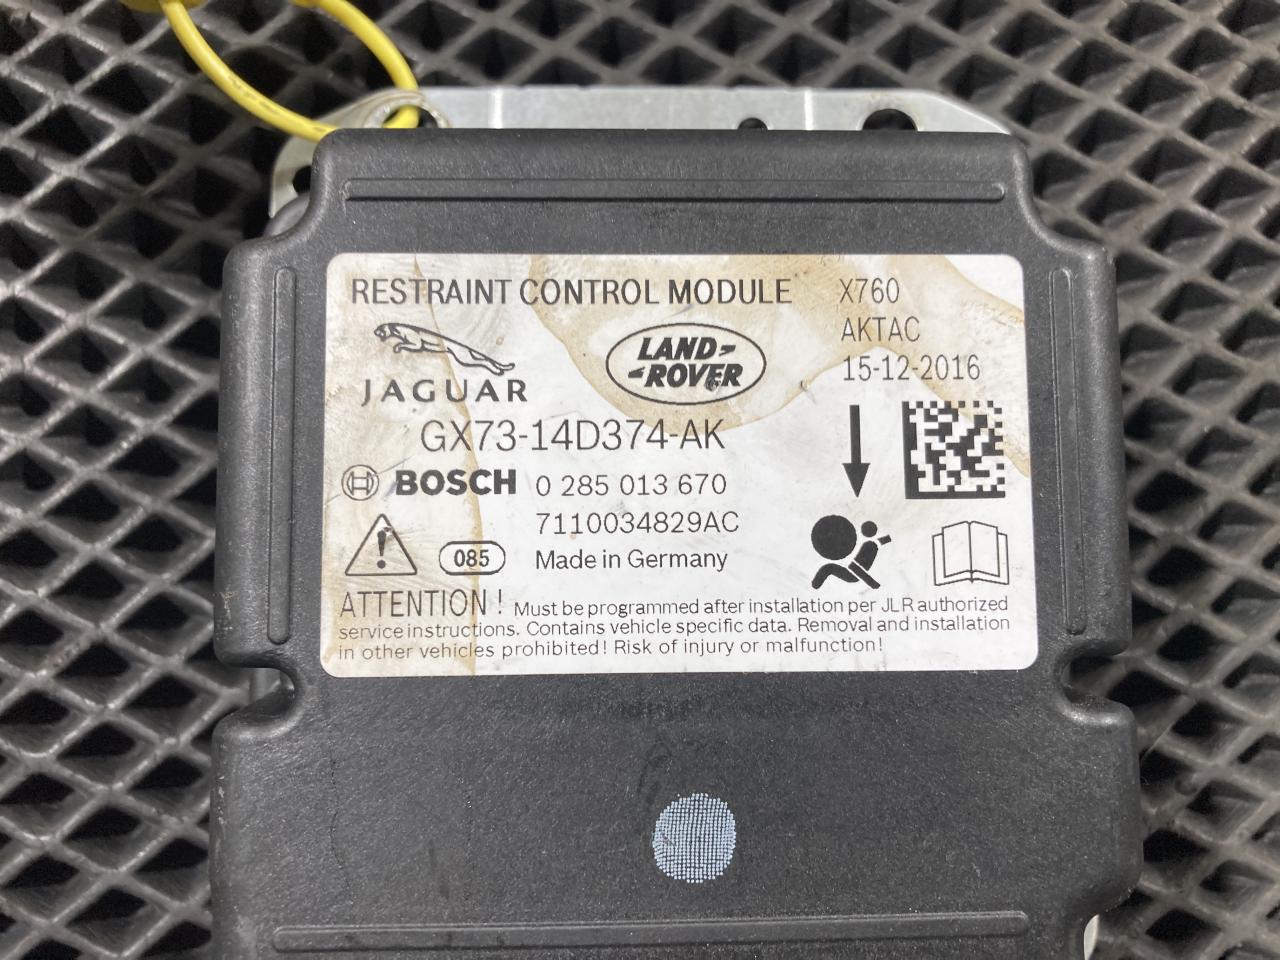 RESTRAINT CONTROL MODULE X760
AKTAC
15-12-2016
JAGUAR
LAND-
-ROVER
GX73-14D374-AK
BOSCH 0 285 013 670
7110034829AC
085 Made in Germany
ATTENTION! Must be programmed after installation per JLR authorized
service instructions. Contains vehicle specific data. Removal and installation
in other vehicles prohibited! Risk of injury or malfunction!